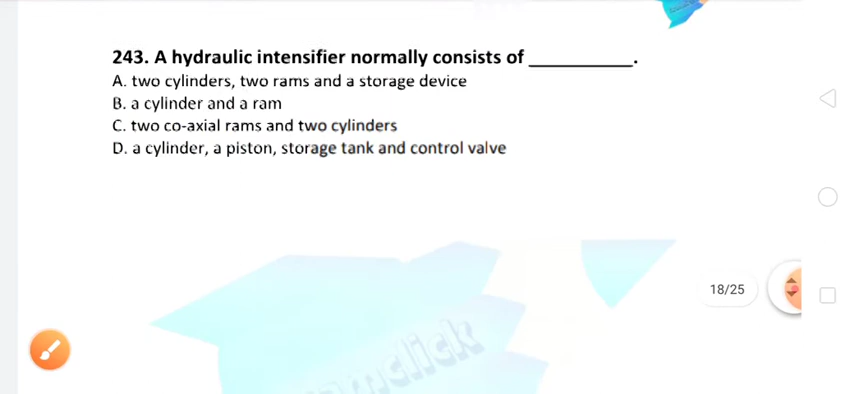 243. A hydraulic intensifier normally consists of __________.
A. two cylinders, two rams and a storage device
B. a cylinder and a ram
C. two co-axial rams and two cylinders
D. a cylinder, a piston, storage tank and control valve
18/25